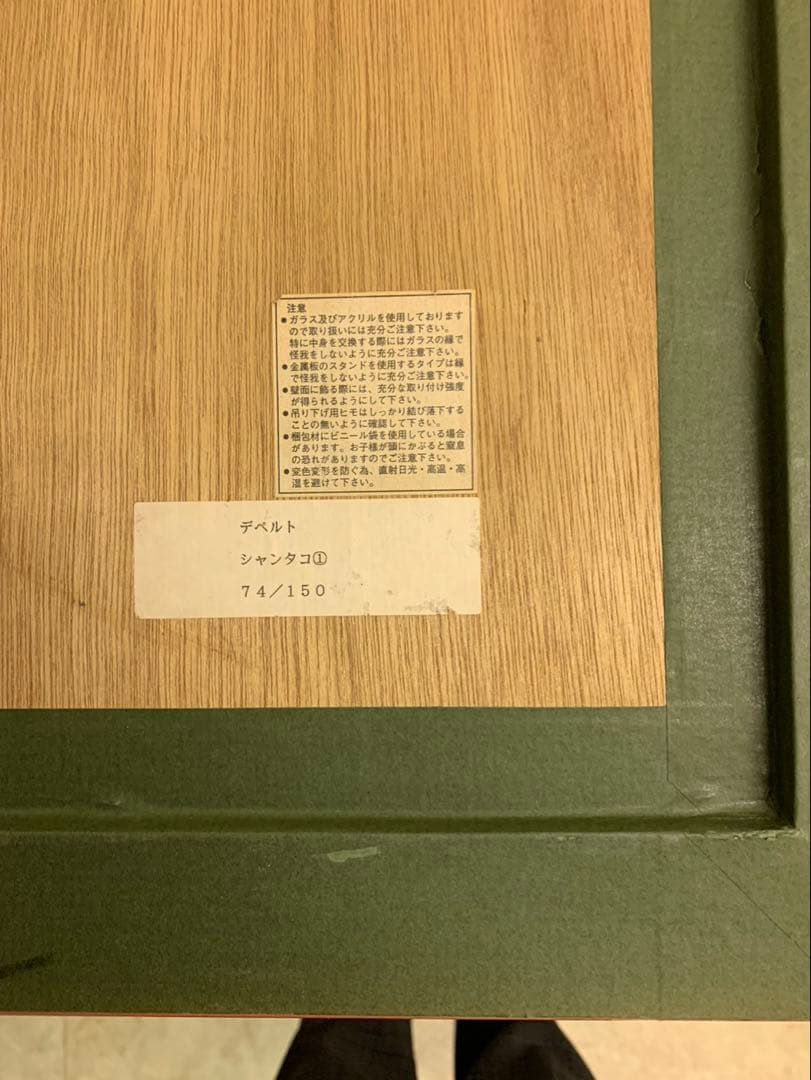 注意
●ガラス及びアクリルを使用しております
ので取り扱いには充分ご注意下さい。
特に中身を交換する際にはガラスの縁で
怪我をしないように充分ご注意下さい。
●金属板のスタンドを使用するタイプは縁
で怪我をしないように充分ご注意下さい。
●壁面に飾る際には、充分な取り付け強度
が得られるようにして下さい。
●吊り下げ用ヒモはしっかり結び落下する
ことの無いように確認して下さい。
●梱包材にビニール袋を使用している場合
があります。お子様が頭にかぶると窒息
の恐れがありますのでご注意下さい。
●変色変形を防ぐ為、直射日光・高温・高
湿を避けて下さい。
デペルト
シャンタコ①
７４／１５０